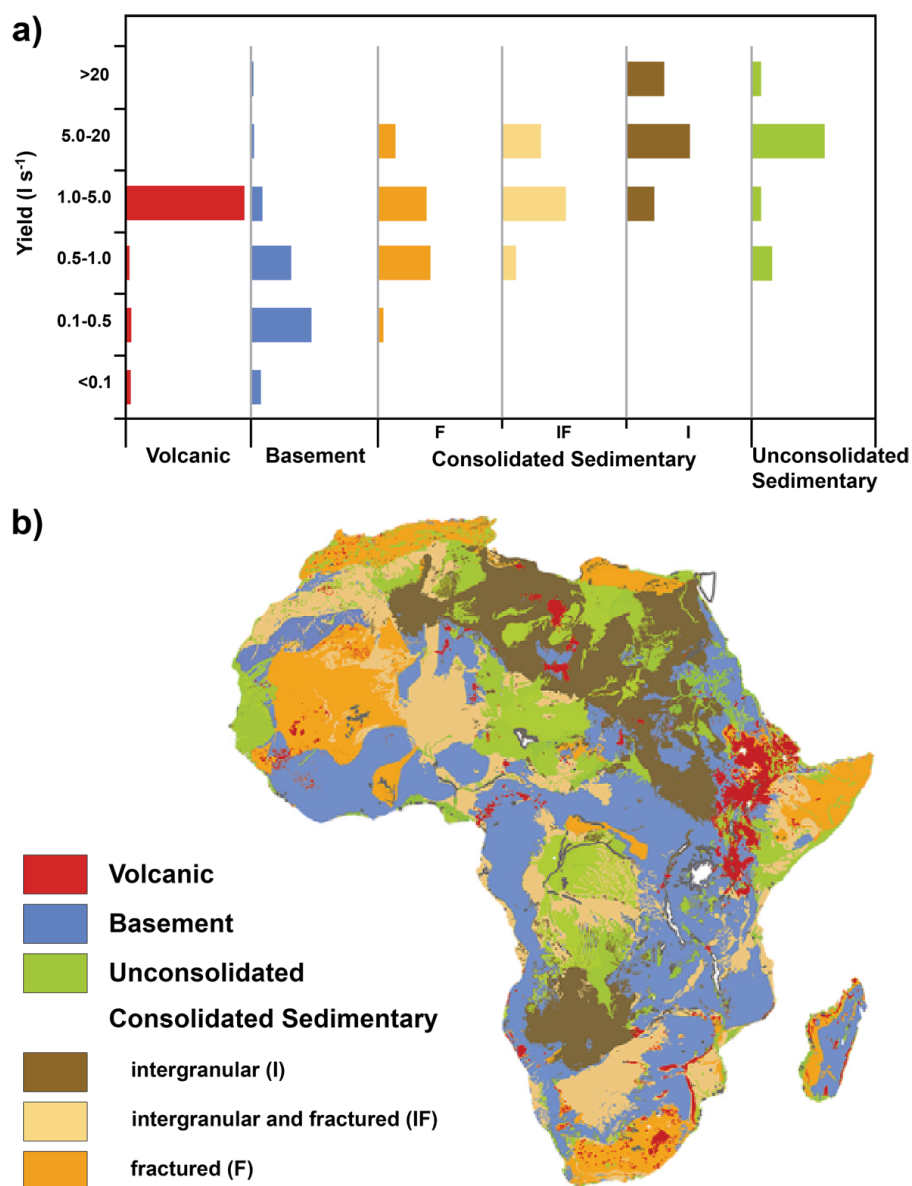 a)
Yield (l s⁻¹)
>20
5.0-20
1.0-5.0
0.5-1.0
0.1-0.5
<0.1
F IF I
Volcanic Basement Consolidated Sedimentary Unconsolidated
Sedimentary
b)
Volcanic
Basement
Unconsolidated
Consolidated Sedimentary
intergranular (I)
intergranular and fractured (IF)
fractured (F)